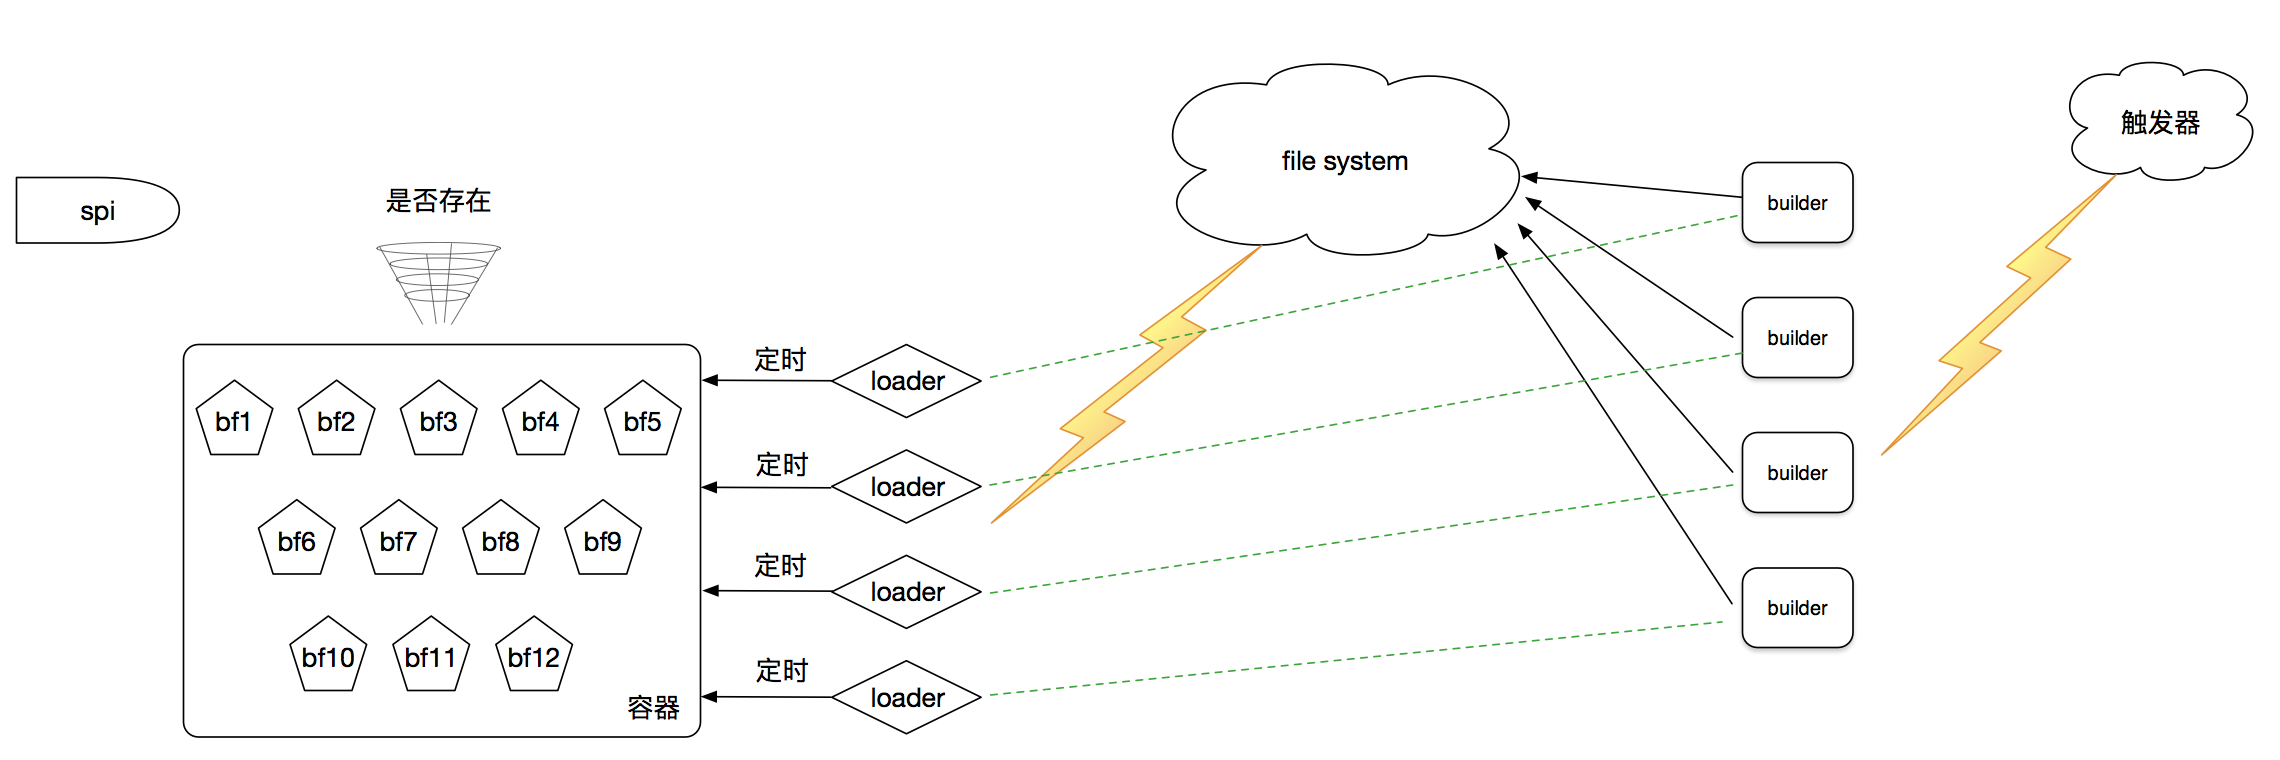 触发器
file system
builder
spi
是否存在
builder
定时
loader
bf1
bf2
bf3
bf4
bf5
定时
loader
builder
bf6
bf7
bf8
bf9
定时
loader
builder
bf10
bf11
bf12
定时
loader
容器